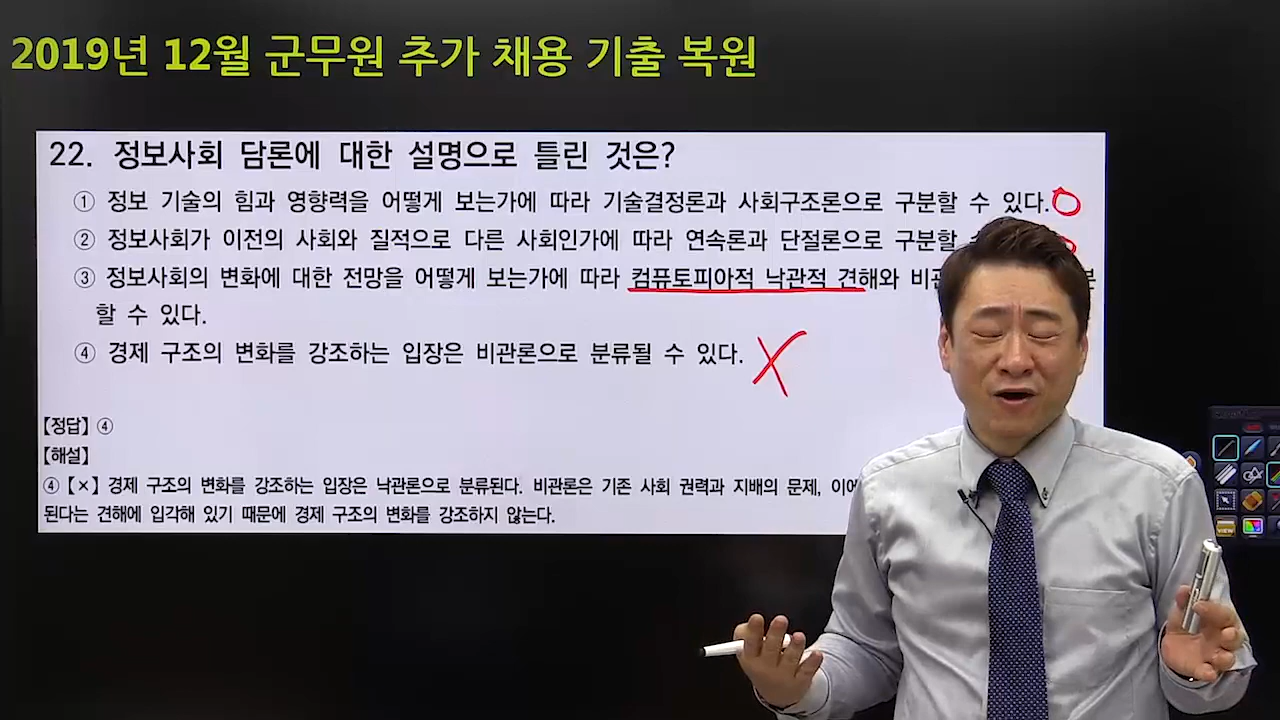 2019년 12월 군무원 추가 채용 기출 복원
22. 정보사회 담론에 대한 설명으로 틀린 것은?
① 정보 기술의 힘과 영향력을 어떻게 보는가에 따라 기술결정론과 사회구조론으로 구분할 수 있다.
② 정보사회가 이전의 사회와 질적으로 다른 사회인가에 따라 연속론과 단절론으로 구분할
③ 정보사회의 변화에 대한 전망을 어떻게 보는가에 따라 컴퓨토피아적 낙관적 견해와
할 수 있다.
④ 경제 구조의 변화를 강조하는 입장은 비관론으로 분류될 수 있다.
【정답】 ④
【해설】
④ 【×】 경제 구조의 변화를 강조하는 입장은 낙관론으로 분류된다. 비관론은 기존 사회 권력과 지배의 문제,
된다는 견해에 입각해 있기 때문에 경제 구조의 변화를 강조하지 않는다.